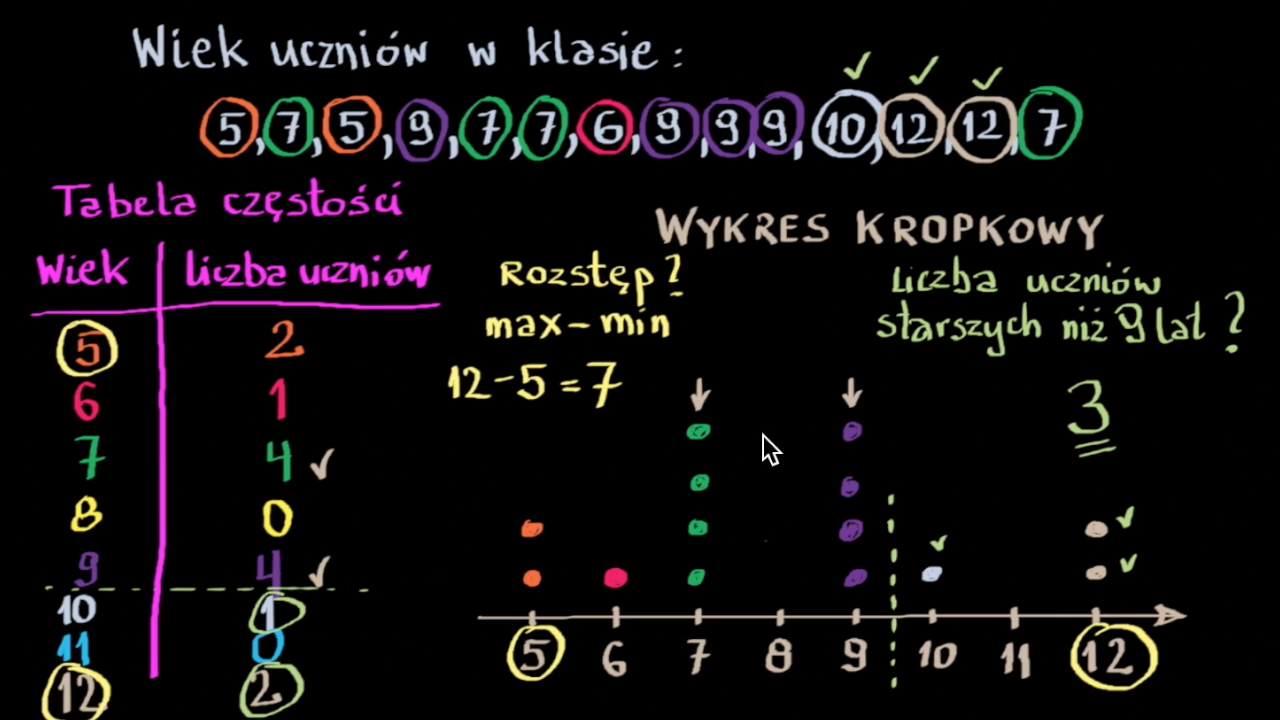 Wiek uczniów w klasie:
5, 7, 5, 9, 7, 7, 6, 9, 9, 9, 10, 12, 12, 7
Tabela częstości
Wiek liczba uczniów
5 2
6 1
7 4
8 0
9 4
10 1
11 0
12 2
WYKRES KROPKOWY
Rozstęp?
max-min
12-5=7
Liczba uczniów
starszych niż 9 lat?
3
5 6 7 8 9 10 11 12